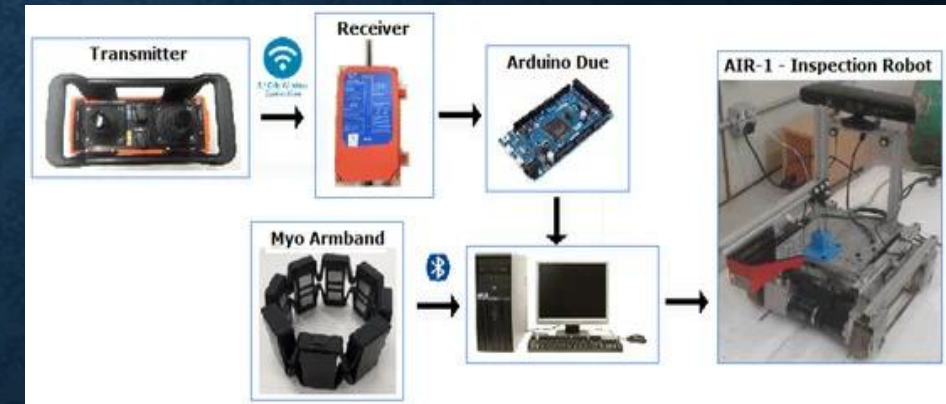 Transmitter
Receiver
Arduino Due
AIR-1 - Inspection Robot
Myo Armband